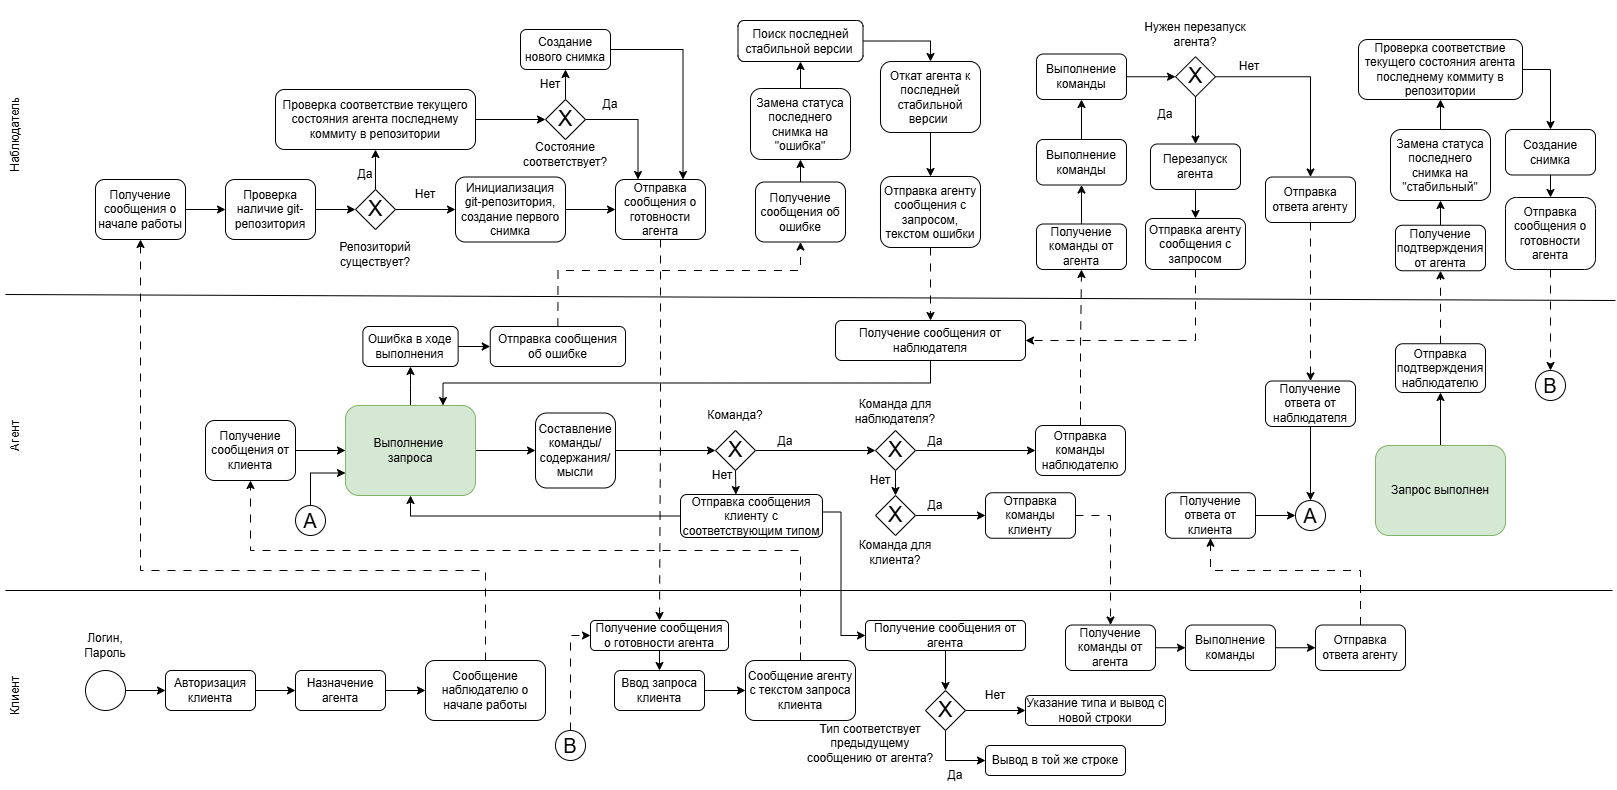 Наблюдатель
Получение
сообщения о
начале работы
Проверка
наличие git-
репозитория
Да
X
Нет
Репозиторий
существует?
Проверка соответствие текущего
состояния агента последнему
коммиту в репозитории
Инициализация
git-репозитория,
создание первого
снимка
Создание
нового снимка
Нет
X
Да
Состояние
соответствует?
Отправка
сообщения о
готовности
агента
Поиск последней
стабильной версии
Замена статуса
последнего
снимка на
"ошибка"
Получение
сообщения об
ошибке
Откат агента к
последней
стабильной
версии
Отправка агенту
сообщения с
запросом,
текстом ошибки
Выполнение
команды
Выполнение
команды
Получение
команды от
агента
Нужен перезапуск
агента?
X
Нет
Да
Перезапуск
агента
Отправка агенту
сообщения с
запросом
Отправка
ответа агенту
Проверка соответствие
текущего состояния агента
последнему коммиту в
репозитории
Замена статуса
последнего
снимка на
"стабильный"
Получение
подтверждения
от агента
Создание
снимка
Отправка
сообщения о
готовности
агента
Агент
Ошибка в ходе
выполнения
Отправка сообщения
об ошибке
Получение
сообщения от
клиента
A
Выполнение
запроса
Составление
команды/
содержания/
мысли
Команда?
X
Да
Нет
Отправка сообщения
клиенту с
соответствующим типом
Получение сообщения от
наблюдателя
Команда для
наблюдателя?
X
Да
Нет
X
Да
Команда для
клиента?
Отправка
команды
наблюдателю
Отправка
команды
клиенту
Получение
ответа от
клиента
Получение
ответа от
наблюдателя
A
Отправка
подтверждения
наблюдателю
Запрос выполнен
B
Клиент
Логин,
Пароль
Авторизация
клиента
Назначение
агента
Сообщение
наблюдателю о
начале работы
B
Получение сообщения
о готовности агента
Ввод запроса
клиента
Сообщение агенту
с текстом запроса
клиента
Получение сообщения от
агента
X
Нет
Да
Тип соответствует
предыдущему
сообщению от агента?
Указание типа и вывод с
новой строки
Вывод в той же строке
Получение
команды от
агента
Выполнение
команды
Отправка
ответа агенту